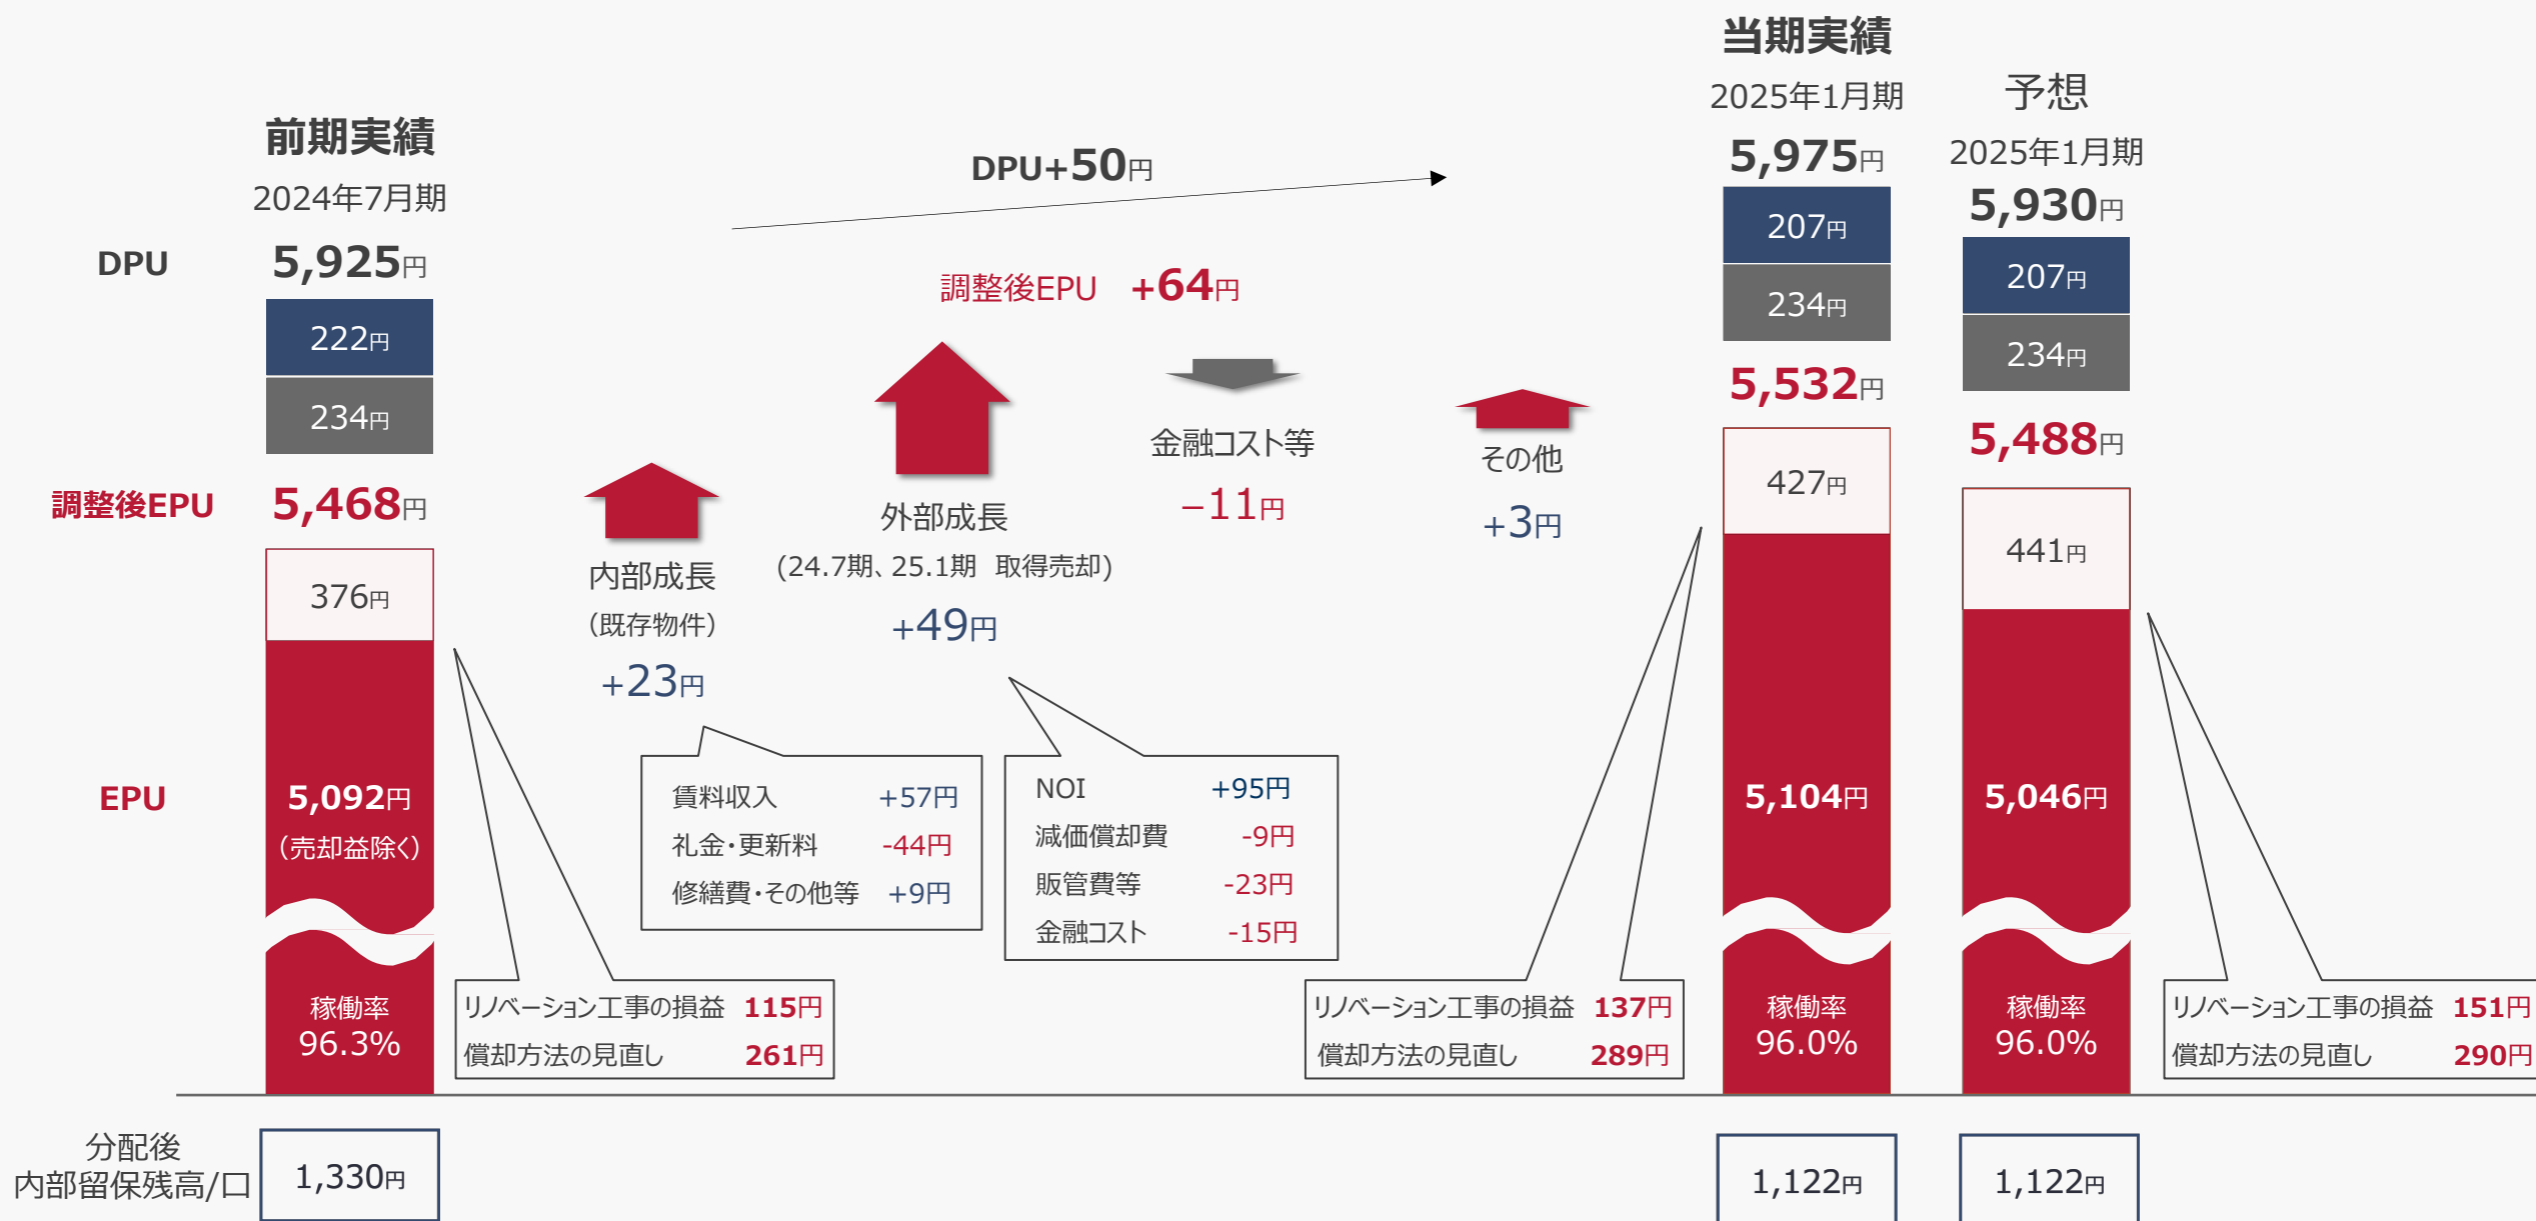 前期実績
2024年7月期
DPU
5,925円
222円
234円
調整後EPU
5,468円
376円
EPU
5,092円
(売却益除く)
稼働率
96.3%
リノベーション工事の損益 115円
償却方法の見直し 261円
DPU+50円
調整後EPU +64円
内部成長
(既存物件)
+23円
賃料収入 +57円
礼金・更新料 -44円
修繕費・その他等 +9円
外部成長
(24.7期、25.1期 取得売却)
+49円
NOI +95円
減価償却費 -9円
販管費等 -23円
金融コスト -15円
金融コスト等
−11円
その他
+3円
当期実績
2025年1月期
5,975円
207円
234円
5,532円
427円
5,104円
稼働率
96.0%
リノベーション工事の損益 137円
償却方法の見直し 289円
予想
2025年1月期
5,930円
207円
234円
5,488円
441円
5,046円
稼働率
96.0%
リノベーション工事の損益 151円
償却方法の見直し 290円
分配後
内部留保残高/口
1,330円
1,122円
1,122円